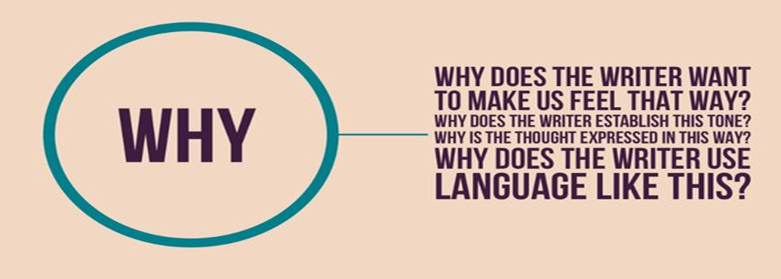 WHY
WHY DOES THE WRITER WANT
TO MAKE US FEEL THAT WAY?
WHY DOES THE WRITER ESTABLISH THIS TONE?
WHY IS THE THOUGHT EXPRESSED IN THIS WAY?
WHY DOES THE WRITER USE
LANGUAGE LIKE THIS?